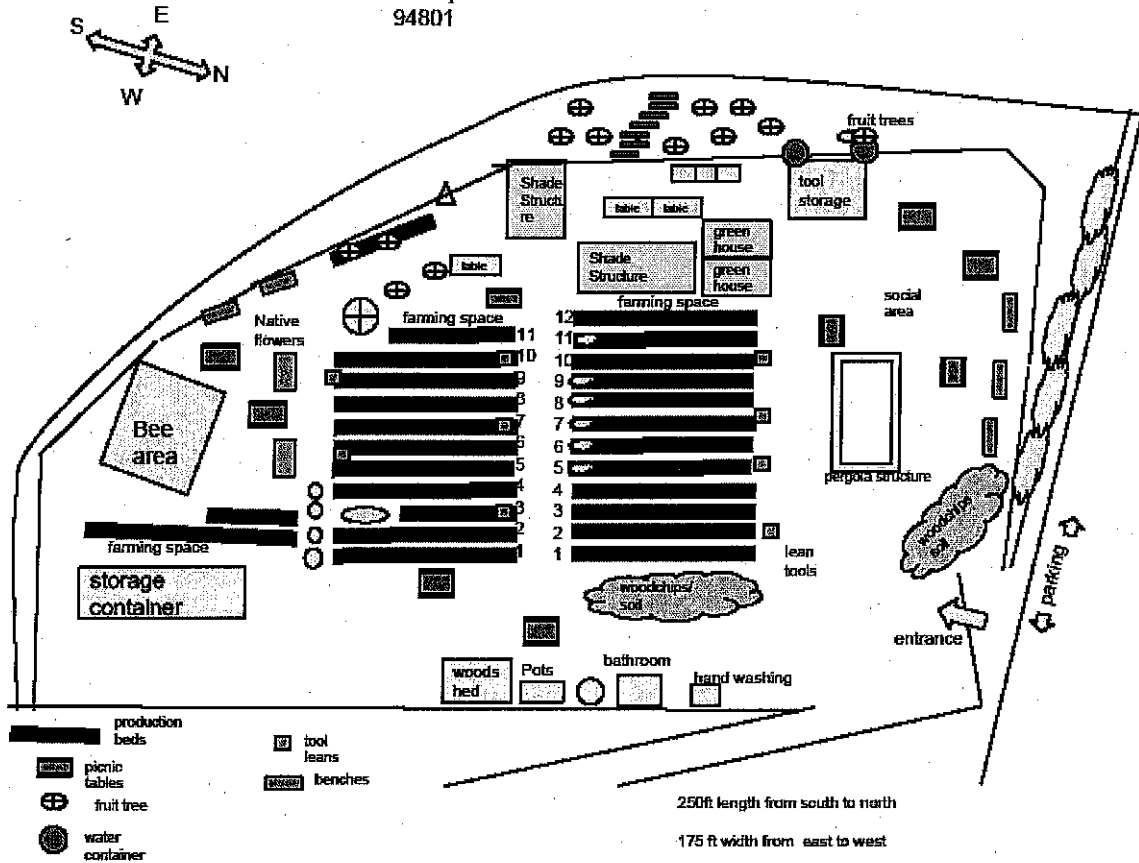 94801
E
S
N
W
fruit trees
Shade
Structu
re
tool
storage
table
table
green
house
Shade
Structure
green
house
table
farming space
social
area
Native
flowers
farming space
12
11
11
10
10
9
9
8
8
7
7
6
6
5
5
4
4
3
3
2
2
1
1
Bee
area
pergola structure
woodchips
soil
farming space
storage
container
lean
tools
woodchips/
soil
parking
entrance
woods
hed
Pots
bathroom
hand washing
production
beds
tool
leans
picnic
tables
benches
fruit tree
water
container
250ft length from south to north
175 ft width from east to west